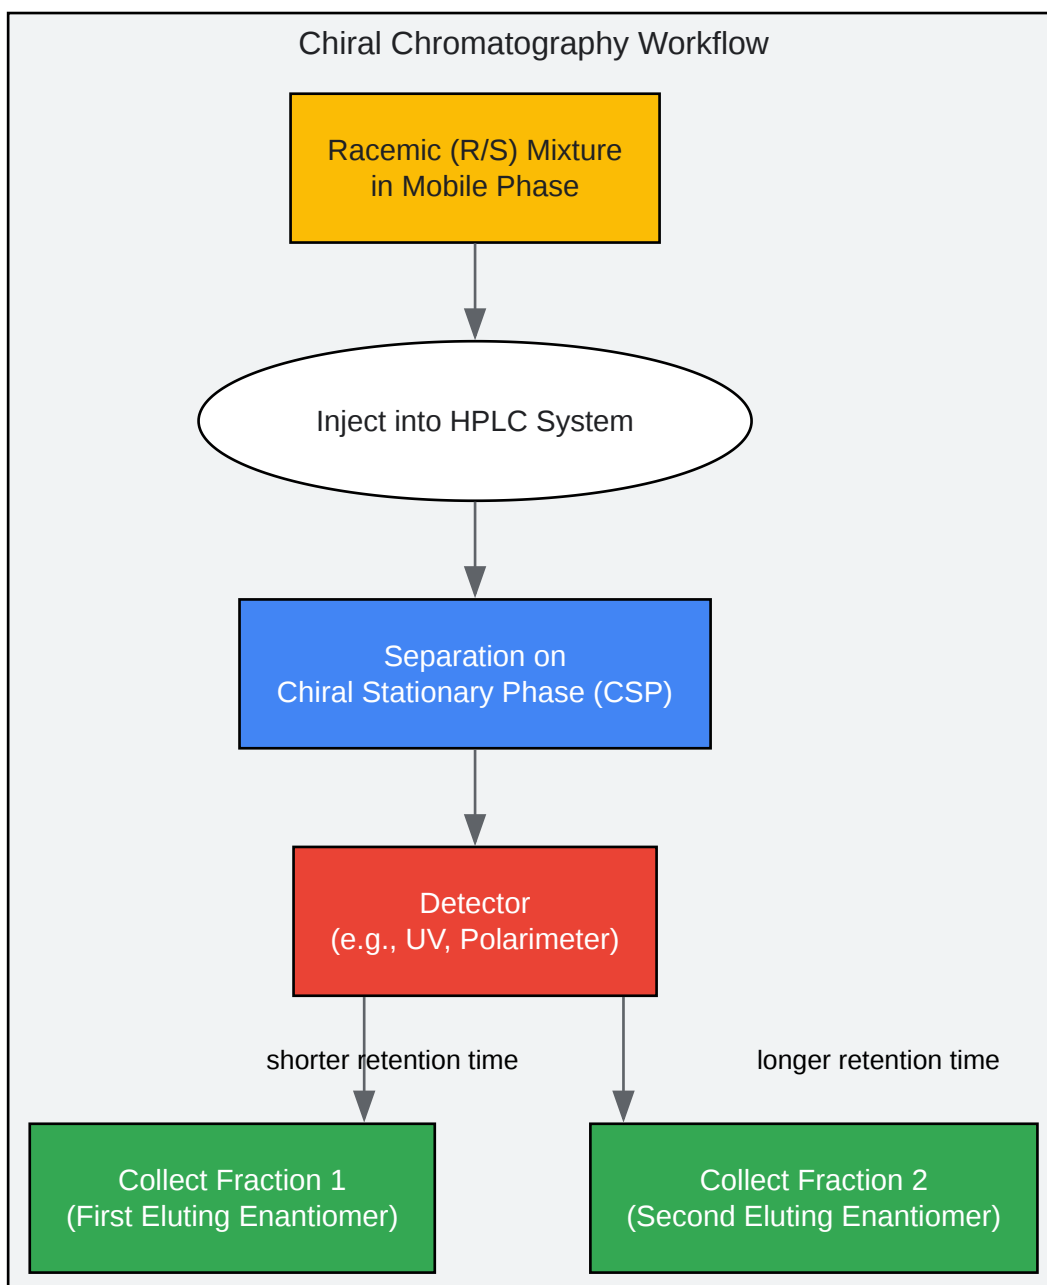 Chiral Chromatography Workflow
Racemic (R/S) Mixture
in Mobile Phase
Inject into HPLC System
Separation on
Chiral Stationary Phase (CSP)
Detector
(e.g., UV, Polarimeter)
shorter retention time
longer retention time
Collect Fraction 1
(First Eluting Enantiomer)
Collect Fraction 2
(Second Eluting Enantiomer)